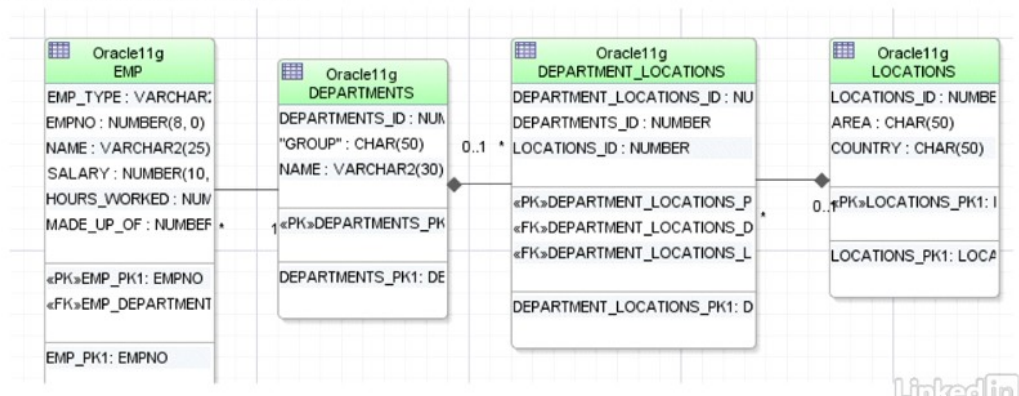 Oracle11g
EMP
EMP_TYPE : VARCHAR2
EMPNO : NUMBER(8, 0)
NAME : VARCHAR2(25)
SALARY : NUMBER(10,
HOURS_WORKED : NUM
MADE_UP_OF : NUMBER
«PK»EMP_PK1: EMPNO
«FK»EMP_DEPARTMENT
EMP_PK1: EMPNO
*
1
Oracle11g
DEPARTMENTS
DEPARTMENTS_ID : NUM
"GROUP" : CHAR(50)
NAME : VARCHAR2(30)
«PK»DEPARTMENTS_PK
DEPARTMENTS_PK1: DE
0..1 *
Oracle11g
DEPARTMENT_LOCATIONS
DEPARTMENT_LOCATIONS_ID : NU
DEPARTMENTS_ID : NUMBER
LOCATIONS_ID : NUMBER
«PK»DEPARTMENT_LOCATIONS_P
«FK»DEPARTMENT_LOCATIONS_D
«FK»DEPARTMENT_LOCATIONS_L
DEPARTMENT_LOCATIONS_PK1: D
*
0..1
Oracle11g
LOCATIONS
LOCATIONS_ID : NUMBE
AREA : CHAR(50)
COUNTRY : CHAR(50)
«PK»LOCATIONS_PK1: l
LOCATIONS_PK1: LOCA
LinkedIn